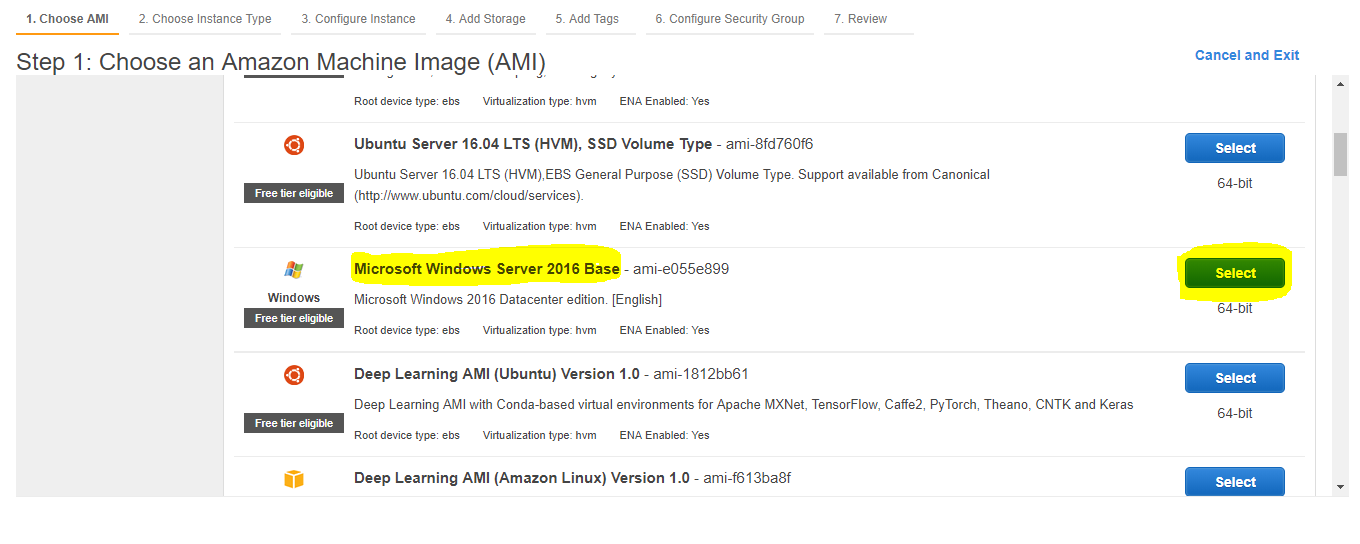 1. Choose AMI 2. Choose Instance Type 3. Configure Instance 4. Add Storage 5. Add Tags 6. Configure Security Group 7. Review
Step 1: Choose an Amazon Machine Image (AMI)
Cancel and Exit
Root device type: ebs Virtualization type: hvm ENA Enabled: Yes
Ubuntu Server 16.04 LTS (HVM), SSD Volume Type - ami-8fd760f6
Select
Free tier eligible
Ubuntu Server 16.04 LTS (HVM),EBS General Purpose (SSD) Volume Type. Support available from Canonical
(http://www.ubuntu.com/cloud/services).
64-bit
Root device type: ebs Virtualization type: hvm ENA Enabled: Yes
Microsoft Windows Server 2016 Base - ami-e055e899
Select
Windows
Free tier eligible
Microsoft Windows 2016 Datacenter edition. [English]
64-bit
Root device type: ebs Virtualization type: hvm ENA Enabled: Yes
Deep Learning AMI (Ubuntu) Version 1.0 - ami-1812bb61
Select
Free tier eligible
Deep Learning AMI with Conda-based virtual environments for Apache MXNet, TensorFlow, Caffe2, PyTorch, Theano, CNTK and Keras
64-bit
Root device type: ebs Virtualization type: hvm ENA Enabled: Yes
Deep Learning AMI (Amazon Linux) Version 1.0 - ami-f613ba8f
Select